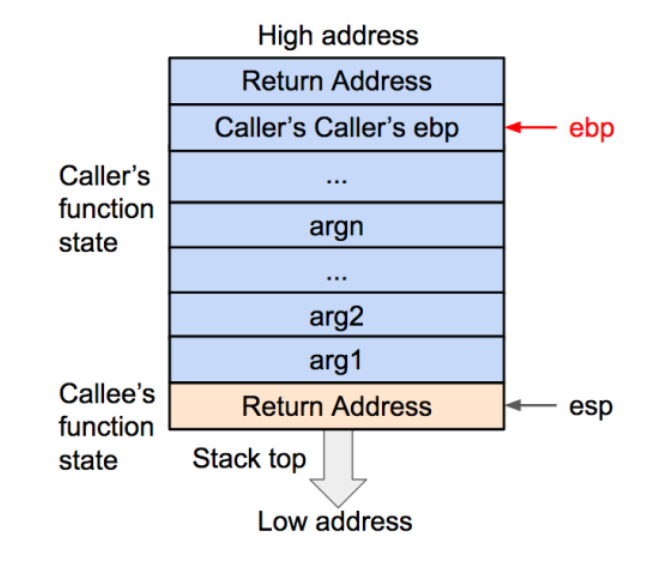 High address
Return Address
Caller's Caller's ebp
ebp
Caller's
function
state
...
argn
...
arg2
arg1
Callee's
function
state
Return Address
esp
Stack top
Low address